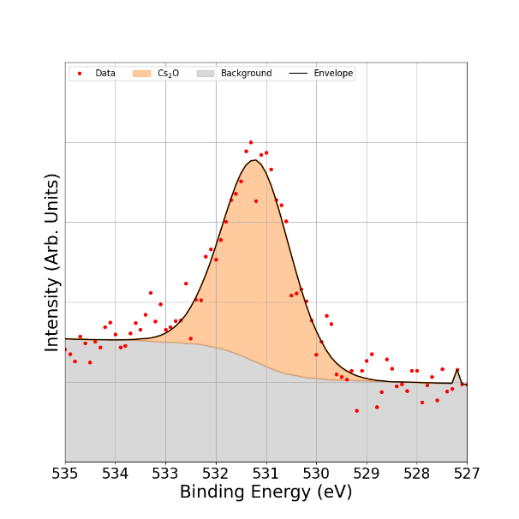 Data Cs₂O Background Envelope
Intensity (Arb. Units)
535 534 533 532 531 530 529 528 527
Binding Energy (eV)